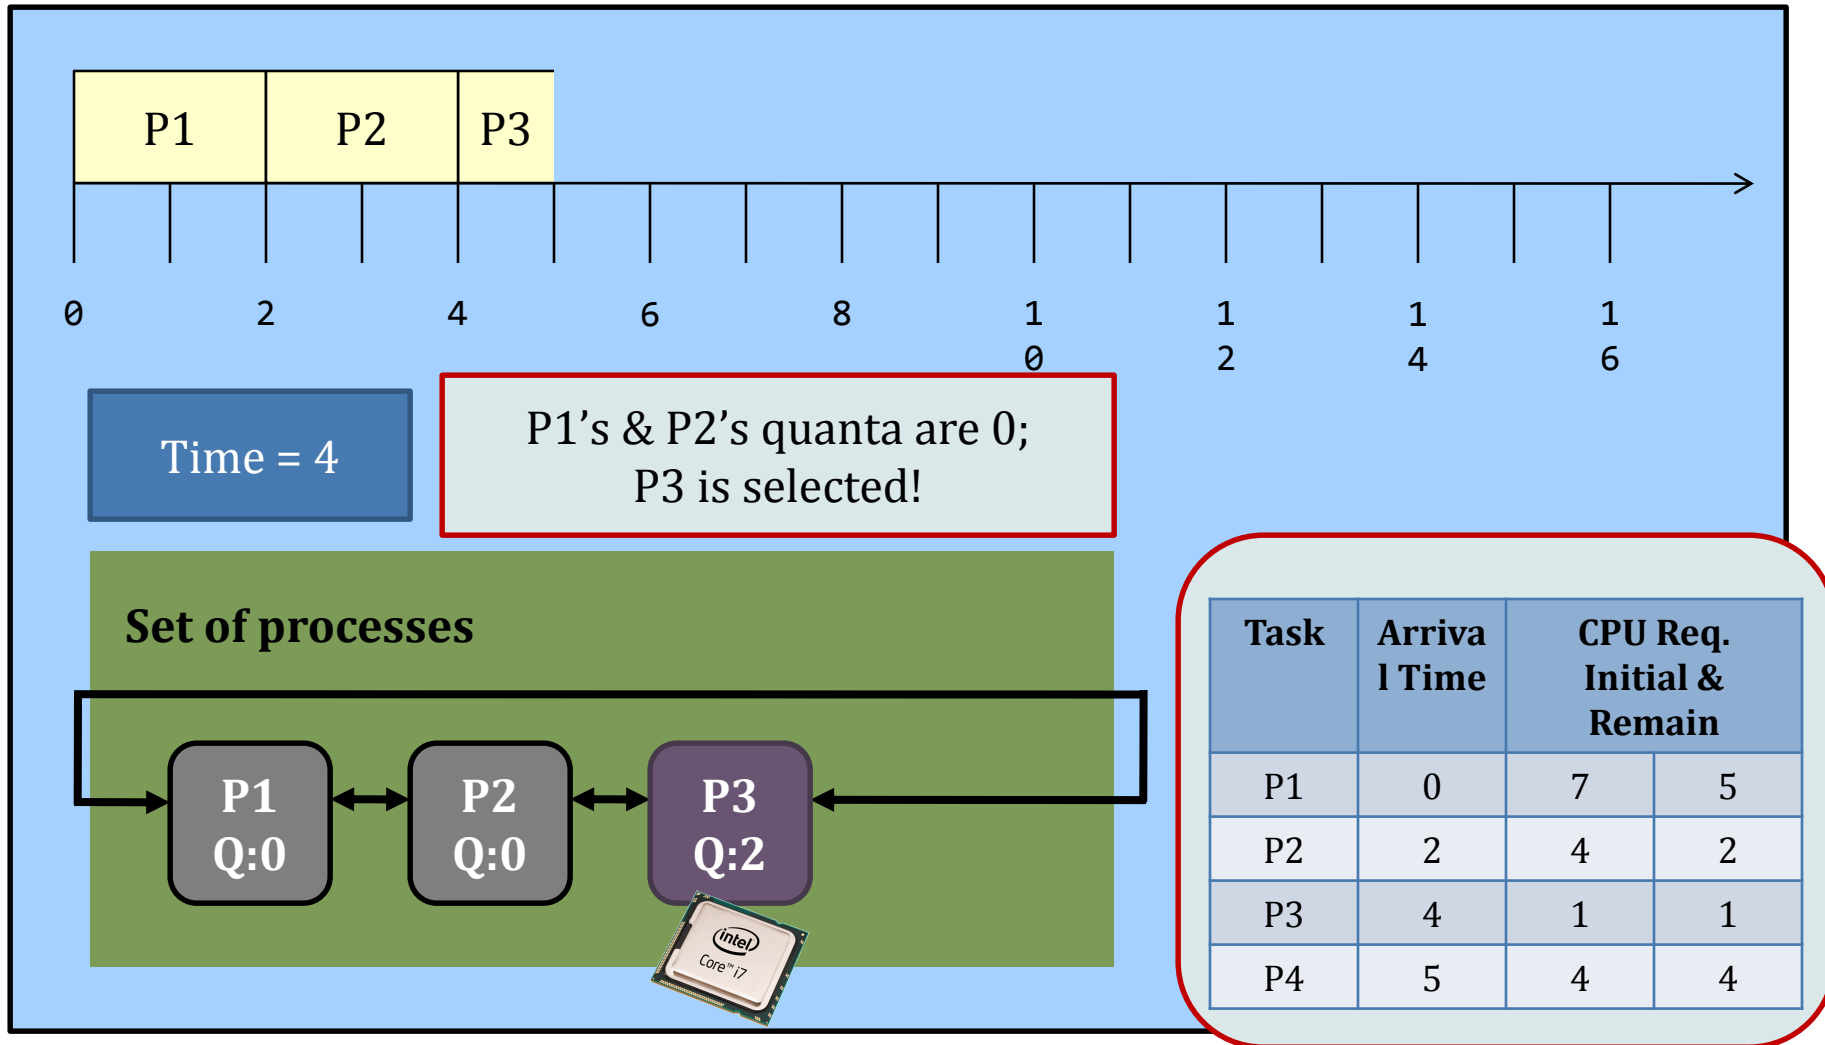 P1 P2 P3
0 2 4 6 8 1 1 1 1
0 2 4 6
Time = 4
P1’s & P2’s quanta are 0;
P3 is selected!
Set of processes
P1 P2 P3
Q:0 Q:0 Q:2
intel
Core™ i7
Task Arriva CPU Req.
l Time Initial &
Remain
P1 0 7 5
P2 2 4 2
P3 4 1 1
P4 5 4 4